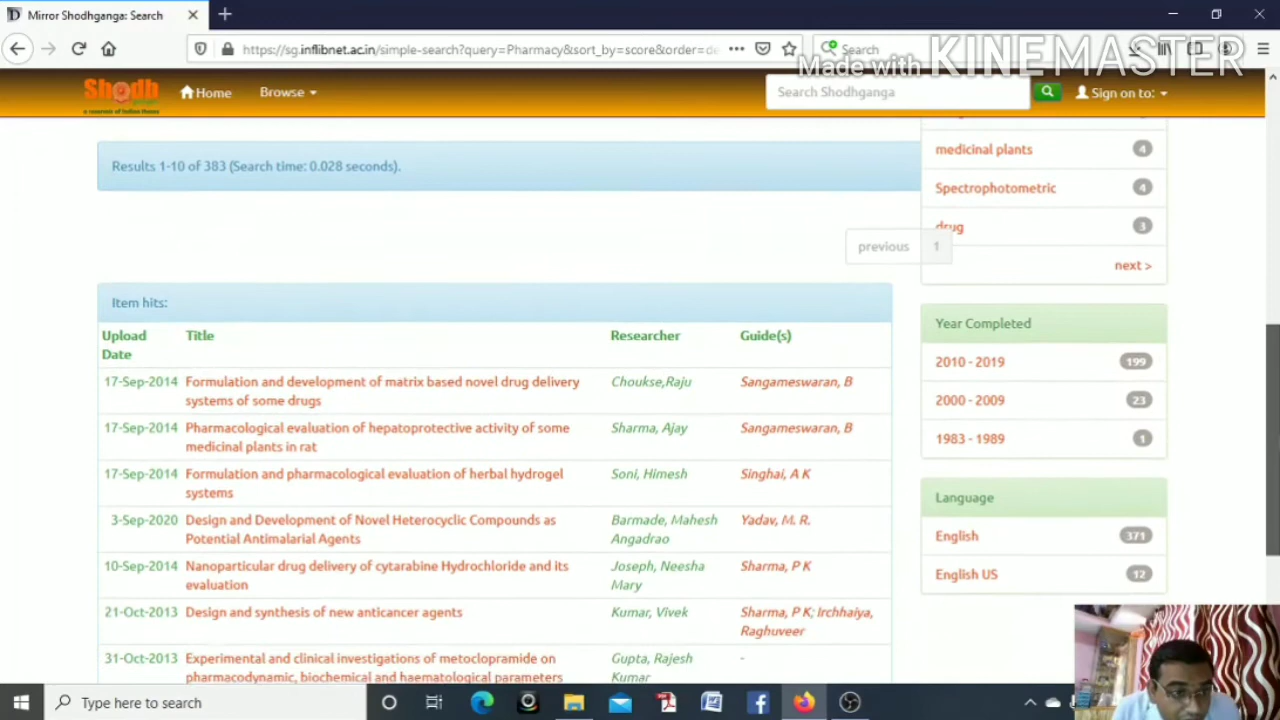 Mirror Shodhganga: Search
https://sg.inflibnet.ac.in/simple-search?query=Pharmacy&sort_by=score&order=de
Search
Made with KINEMASTER
Shodh
Home
Browse
Search Shodhganga
Sign on to:
Results 1-10 of 383 (Search time: 0.028 seconds).
previous 1
medicinal plants 4
Spectrophotometric 4
drug 3
next >
Item hits:
Upload Date Title Researcher Guide(s)
17-Sep-2014 Formulation and development of matrix based novel drug delivery systems of some drugs Choukse,Raju Sangameswaran, B
17-Sep-2014 Pharmacological evaluation of hepatoprotective activity of some medicinal plants in rat Sharma, Ajay Sangameswaran, B
17-Sep-2014 Formulation and pharmacological evaluation of herbal hydrogel systems Soni, Himesh Singhai, A K
3-Sep-2020 Design and Development of Novel Heterocyclic Compounds as Potential Antimalarial Agents Barmade, Mahesh Angadrao Yadav, M. R.
10-Sep-2014 Nanoparticular drug delivery of cytarabine Hydrochloride and its evaluation Joseph, Neesha Mary Sharma, P K
21-Oct-2013 Design and synthesis of new anticancer agents Kumar, Vivek Sharma, P K; Irchhaiya, Raghuveer
31-Oct-2013 Experimental and clinical investigations of metoclopramide on pharmacodynamic, biochemical and haematological parameters Gupta, Rajesh Kumar -
Year Completed
2010 - 2019 199
2000 - 2009 23
1983 - 1989 1
Language
English 371
English US 12
Type here to search